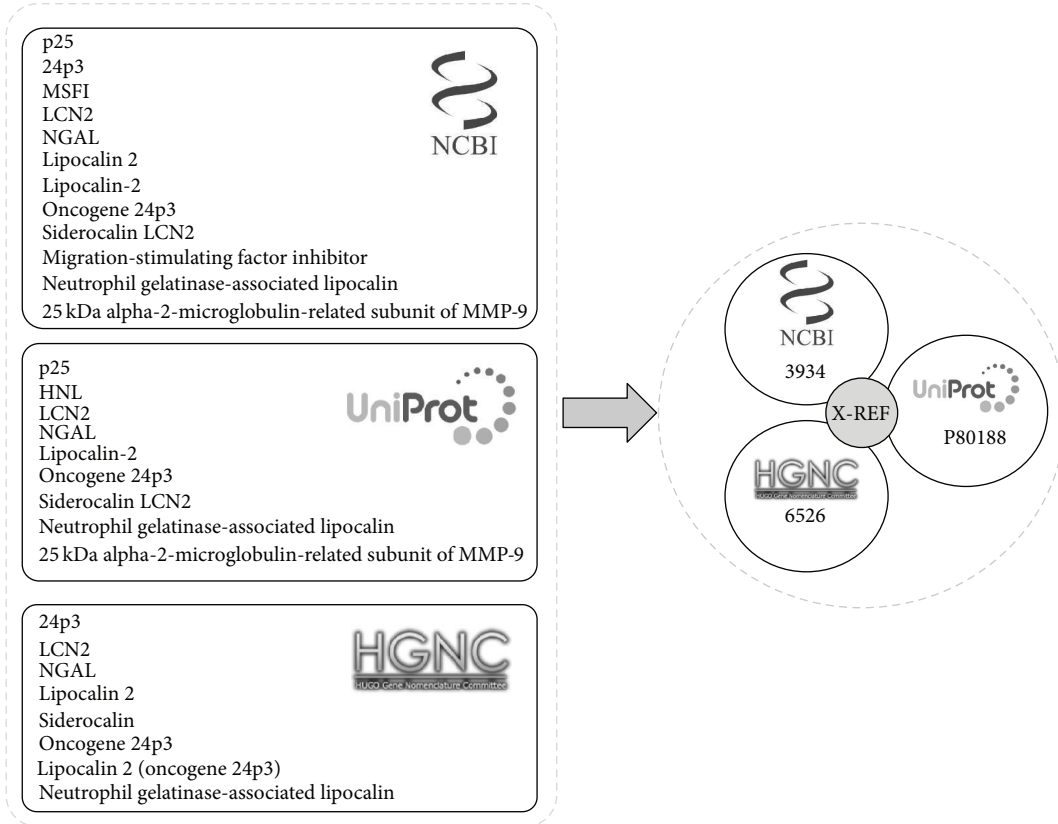 p25
24p3
MSFI
LCN2
NGAL
Lipocalin 2
Lipocalin-2
Oncogene 24p3
Siderocalin LCN2
Migration-stimulating factor inhibitor
Neutrophil gelatinase-associated lipocalin
25 kDa alpha-2-microglobulin-related subunit of MMP-9
NCBI
p25
HNL
LCN2
NGAL
Lipocalin-2
Oncogene 24p3
Siderocalin LCN2
Neutrophil gelatinase-associated lipocalin
25 kDa alpha-2-microglobulin-related subunit of MMP-9
UniProt
24p3
LCN2
NGAL
Lipocalin 2
Siderocalin
Oncogene 24p3
Lipocalin 2 (oncogene 24p3)
Neutrophil gelatinase-associated lipocalin
HGNC
HUGO Gene Nomenclature Committee
NCBI
3934
X-REF
UniProt
P80188
HGNC
HUGO Gene Nomenclature Committee
6526